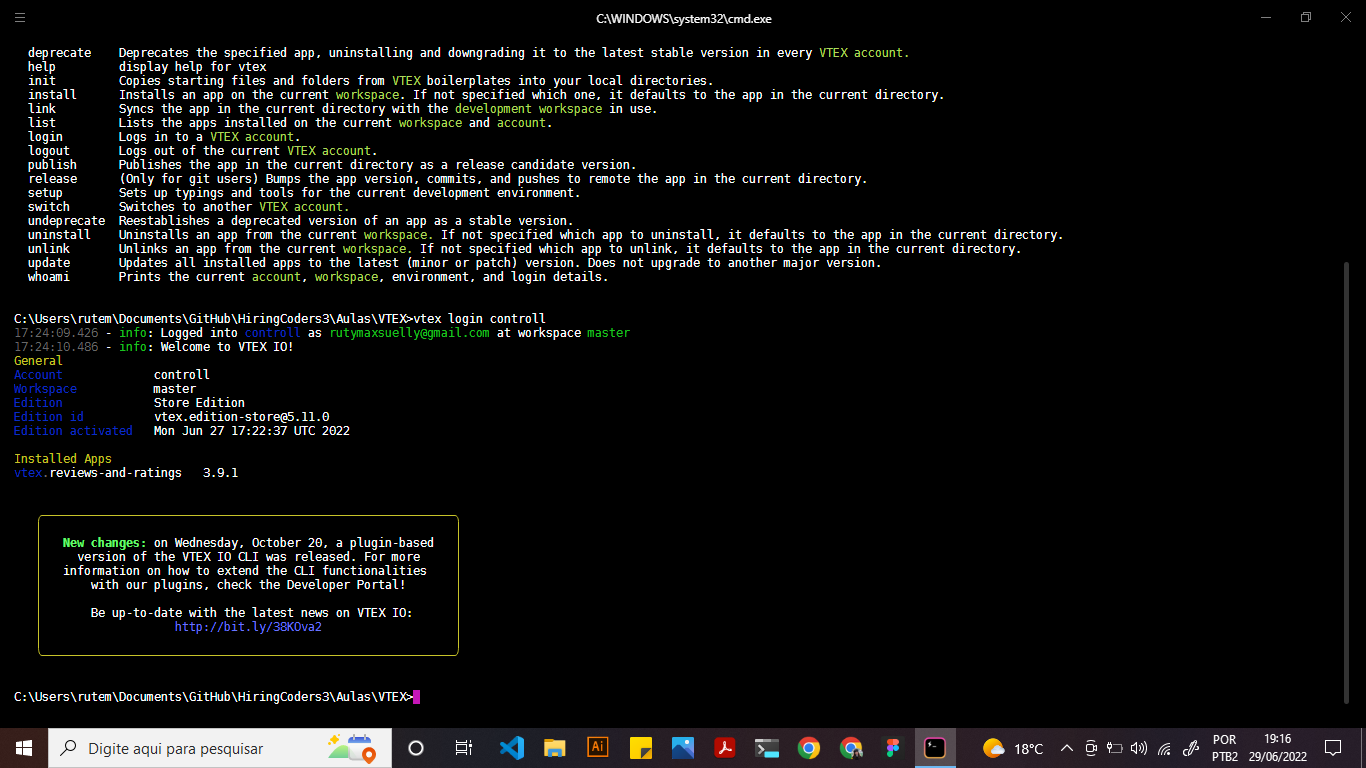 C:\WINDOWS\system32\cmd.exe
deprecate Deprecates the specified app, uninstalling and downgrading it to the latest stable version in every VTEX account.
help display help for vtex
init Copies starting files and folders from VTEX boilerplates into your local directories.
install Installs an app on the current workspace. If not specified which one, it defaults to the app in the current directory.
link Syncs the app in the current directory with the development workspace in use.
list Lists the apps installed on the current workspace and account.
login Logs in to a VTEX account.
logout Logs out of the current VTEX account.
publish Publishes the app in the current directory as a release candidate version.
release (Only for git users) Bumps the app version, commits, and pushes to remote the app in the current directory.
setup Sets up typings and tools for the current development environment.
switch Switches to another VTEX account.
undeprecate Reestablishes a deprecated version of an app as a stable version.
uninstall Uninstalls an app from the current workspace. If not specified which app to uninstall, it defaults to the app in the current directory.
unlink Unlinks an app from the current workspace. If not specified which app to unlink, it defaults to the app in the current directory.
update Updates all installed apps to the latest (minor or patch) version. Does not upgrade to another major version.
whoami Prints the current account, workspace, environment, and login details.
C:\Users\rutem\Documents\GitHub\HiringCoders3\Aulas\VTEX>vtex login controll
17:24:09.426 - info: Logged into controll as rutymaxsuelly@gmail.com at workspace master
17:24:10.486 - info: Welcome to VTEX IO!
General
Account controll
Workspace master
Edition Store Edition
Edition id vtex.edition-store@5.11.0
Edition activated Mon Jun 27 17:22:37 UTC 2022
Installed Apps
vtex.reviews-and-ratings 3.9.1
New changes: on Wednesday, October 20, a plugin-based
version of the VTEX IO CLI was released. For more
information on how to extend the CLI functionalities
with our plugins, check the Developer Portal!
Be up-to-date with the latest news on VTEX IO:
http://bit.ly/38KOva2
C:\Users\rutem\Documents\GitHub\HiringCoders3\Aulas\VTEX>
Digite aqui para pesquisar
Ai
18°C
POR
PTB2
19:16
29/06/2022